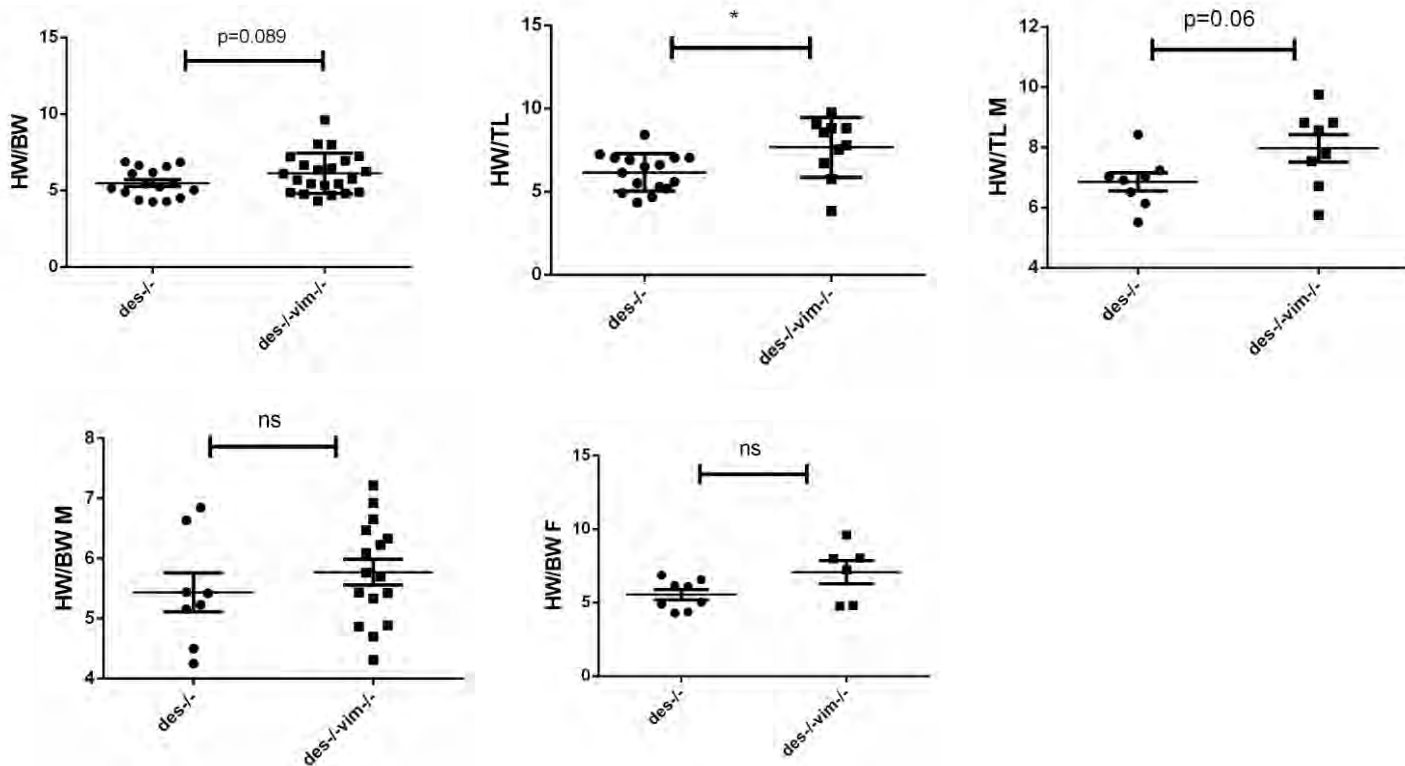 p=0.089
HW/BW
15
10
5
0
des-/-
des-/-vim-/-
*
HW/TL
15
10
5
0
des-/-
des-/-vim-/-
p=0.06
HW/TL M
12
10
8
6
4
des-/-
des-/-vim-/-
ns
HW/BW M
8
7
6
5
4
des-/-
des-/-vim-/-
ns
HW/BW F
15
10
5
0
des-/-
des-/-vim-/-